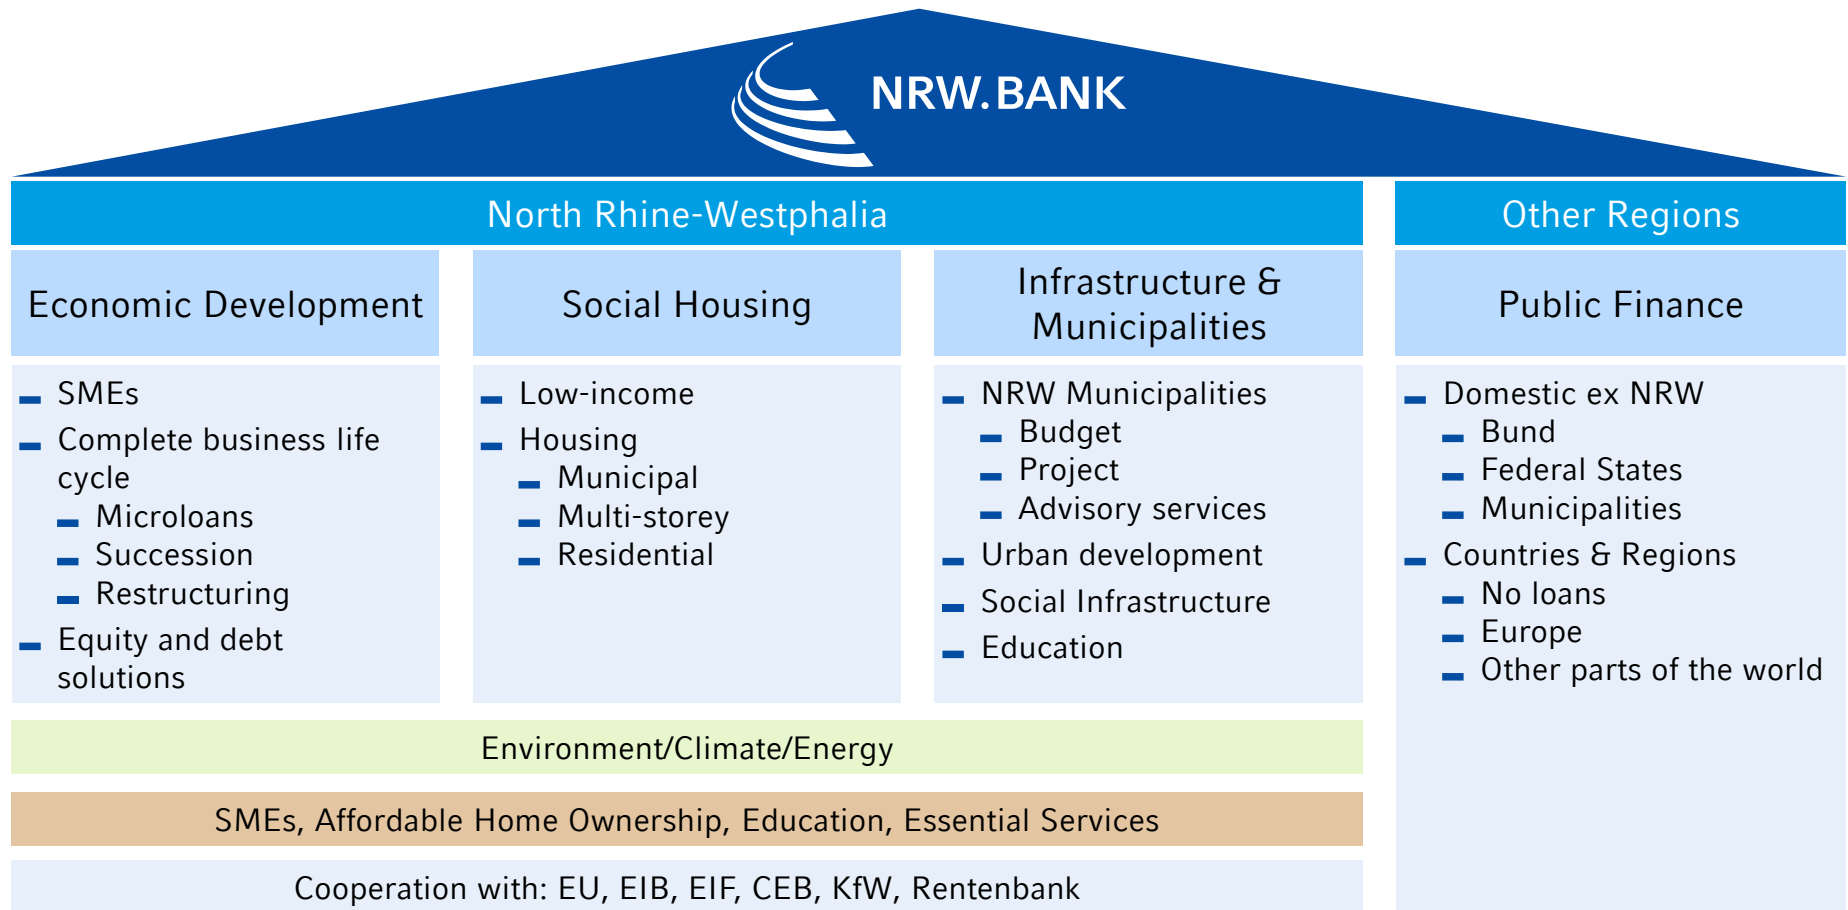 NRW.BANK
North Rhine-Westphalia
Other Regions
Economic Development
Social Housing
Infrastructure &
Municipalities
Public Finance
SMEs
Complete business life
cycle
Microloans
Succession
Restructuring
Equity and debt
solutions
Low-income
Housing
Municipal
Multi-storey
Residential
NRW Municipalities
Budget
Project
Advisory services
Urban development
Social Infrastructure
Education
Domestic ex NRW
Bund
Federal States
Municipalities
Countries & Regions
No loans
Europe
Other parts of the world
Environment/Climate/Energy
SMEs, Affordable Home Ownership, Education, Essential Services
Cooperation with: EU, EIB, EIF, CEB, KfW, Rentenbank